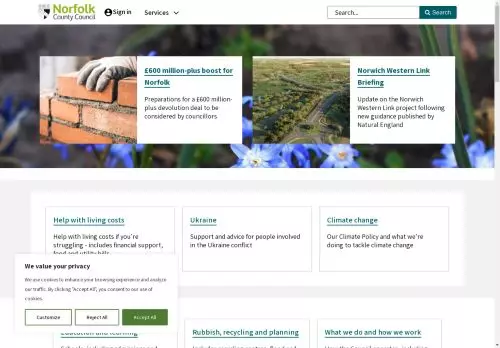 Norfolk
County Council
Sign in
Services
Search...
Search
£600 million-plus boost for
Norfolk
Preparations for a £600 million-
plus devolution deal to be
considered by councillors
Norwich Western Link
Briefing
Update on the Norwich
Western Link project following
new guidance published by
Natural England
Help with living costs
Help with living costs if you're
struggling - includes financial support,
food and utility bills
Ukraine
Support and advice for people involved
in the Ukraine conflict
Climate change
Our Climate Policy and what we're
doing to tackle climate change
We value your privacy
We use cookies to enhance your browsing experience and analyze
our traffic. By clicking "Accept All", you consent to our use of
cookies.
Customize
Reject All
Accept All
Education and learning
Rubbish, recycling and planning
What we do and how we work